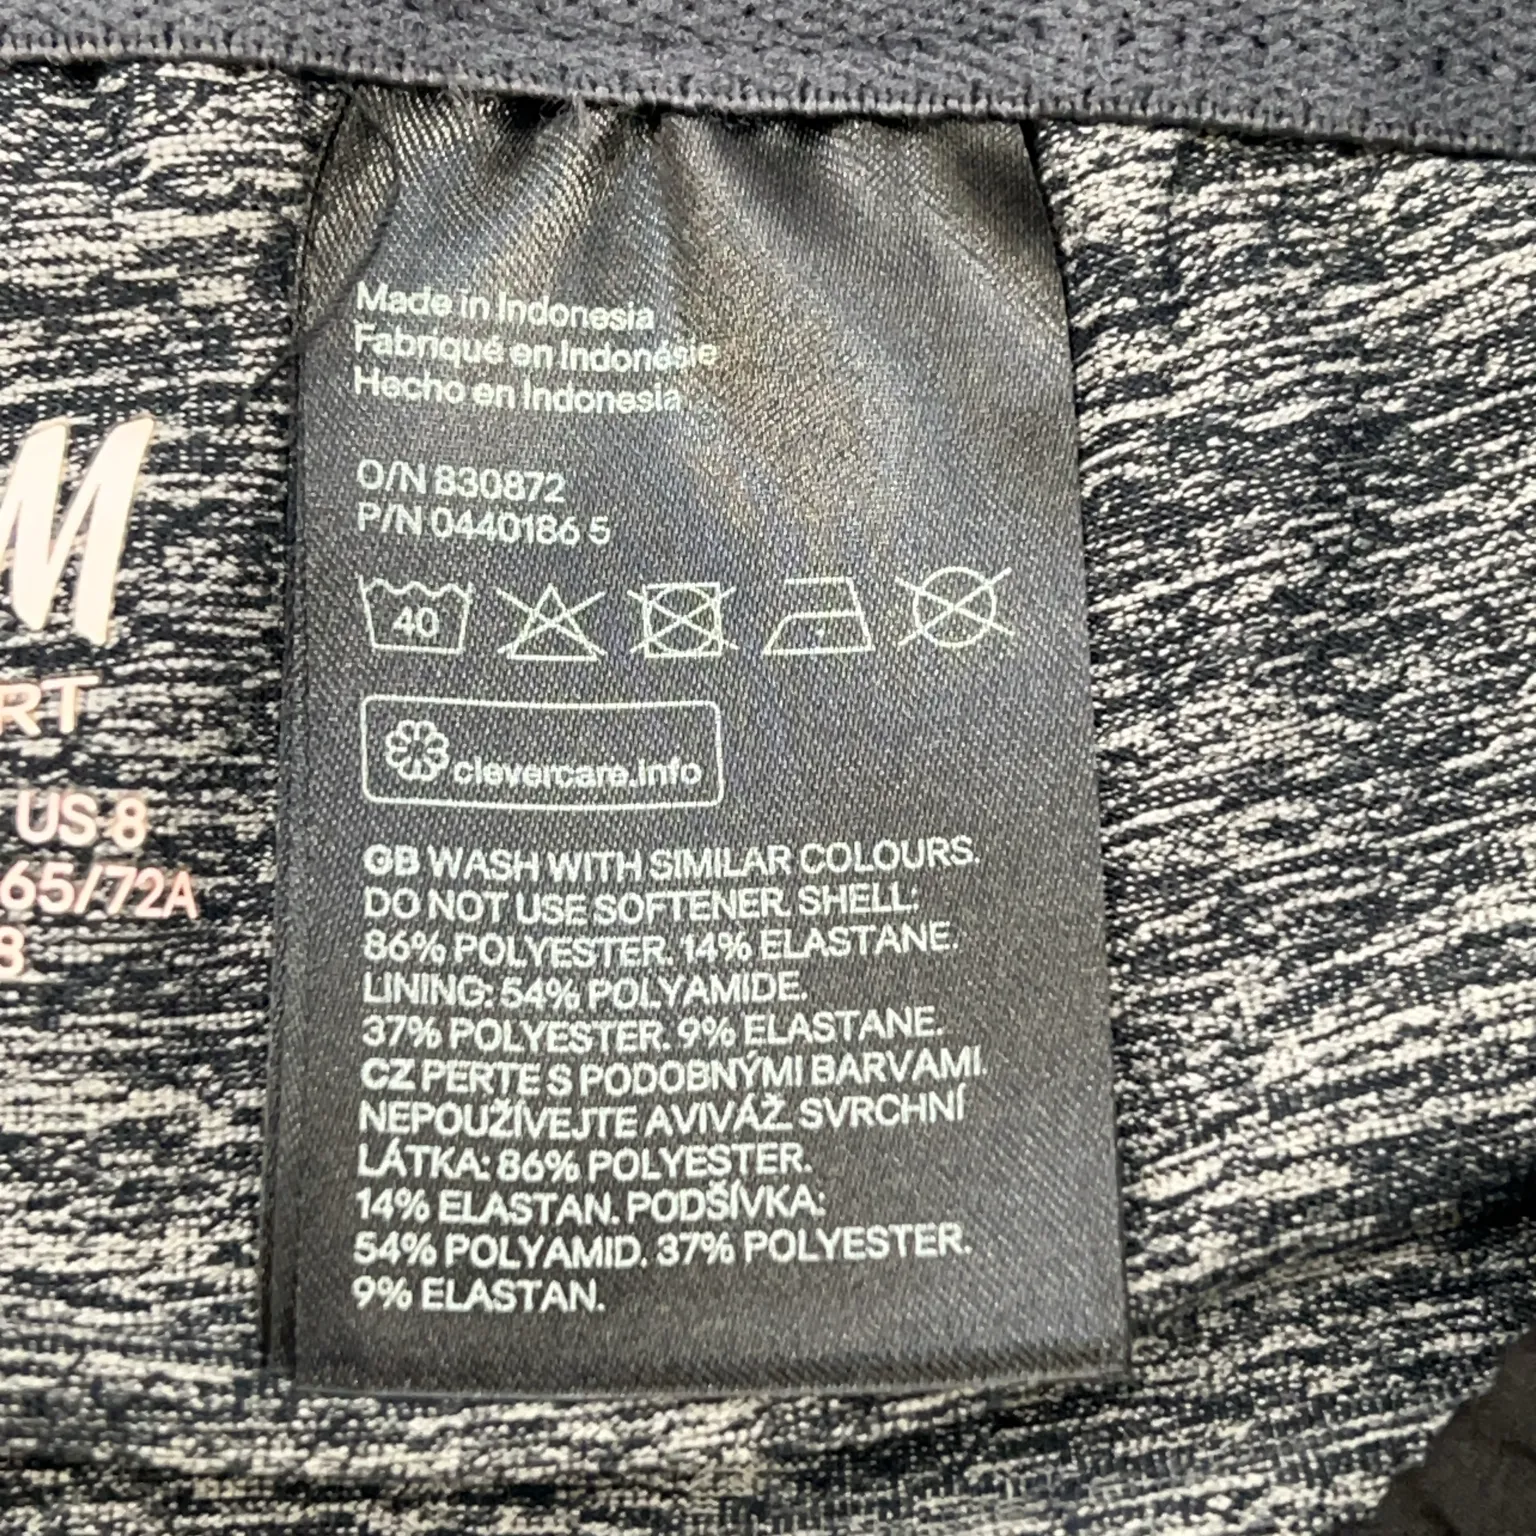 M
RT
US 8
65/72A
8
Made in Indonesia
Fabriqué en Indonésie
Hecho en Indonesia
O/N 830872
P/N 0440186 5
40
clevercare.info
GB WASH WITH SIMILAR COLOURS.
DO NOT USE SOFTENER. SHELL:
86% POLYESTER. 14% ELASTANE.
LINING: 54% POLYAMIDE.
37% POLYESTER. 9% ELASTANE.
CZ PERTE S PODOBNÝMI BARVAMI.
NEPOUŽÍVEJTE AVIVÁŽ. SVRCHNÍ
LÁTKA: 86% POLYESTER.
14% ELASTAN. PODŠÍVKA:
54% POLYAMID. 37% POLYESTER.
9% ELASTAN.